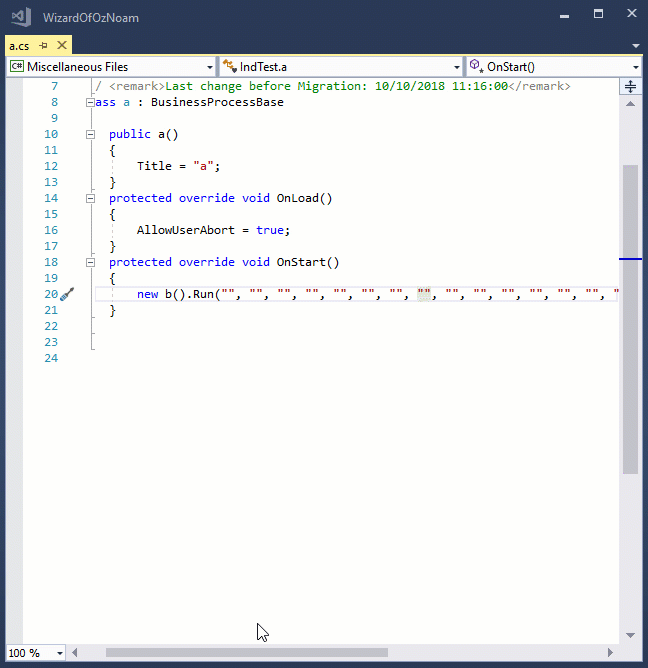 WizardOfOzNoam
a.cs
C# Miscellaneous Files IndTest.a OnStart()
7 / <remark>Last change before Migration: 10/10/2018 11:16:00</remark>
8 ass a : BusinessProcessBase
9
10 public a()
11 {
12 Title = "a";
13 }
14 protected override void OnLoad()
15 {
16 AllowUserAbort = true;
17 }
18 protected override void OnStart()
19 {
20 new b().Run("", "", "", "", "", "", "", "", "", "", "", "", "", "", "
21 }
22
23
24
100 %